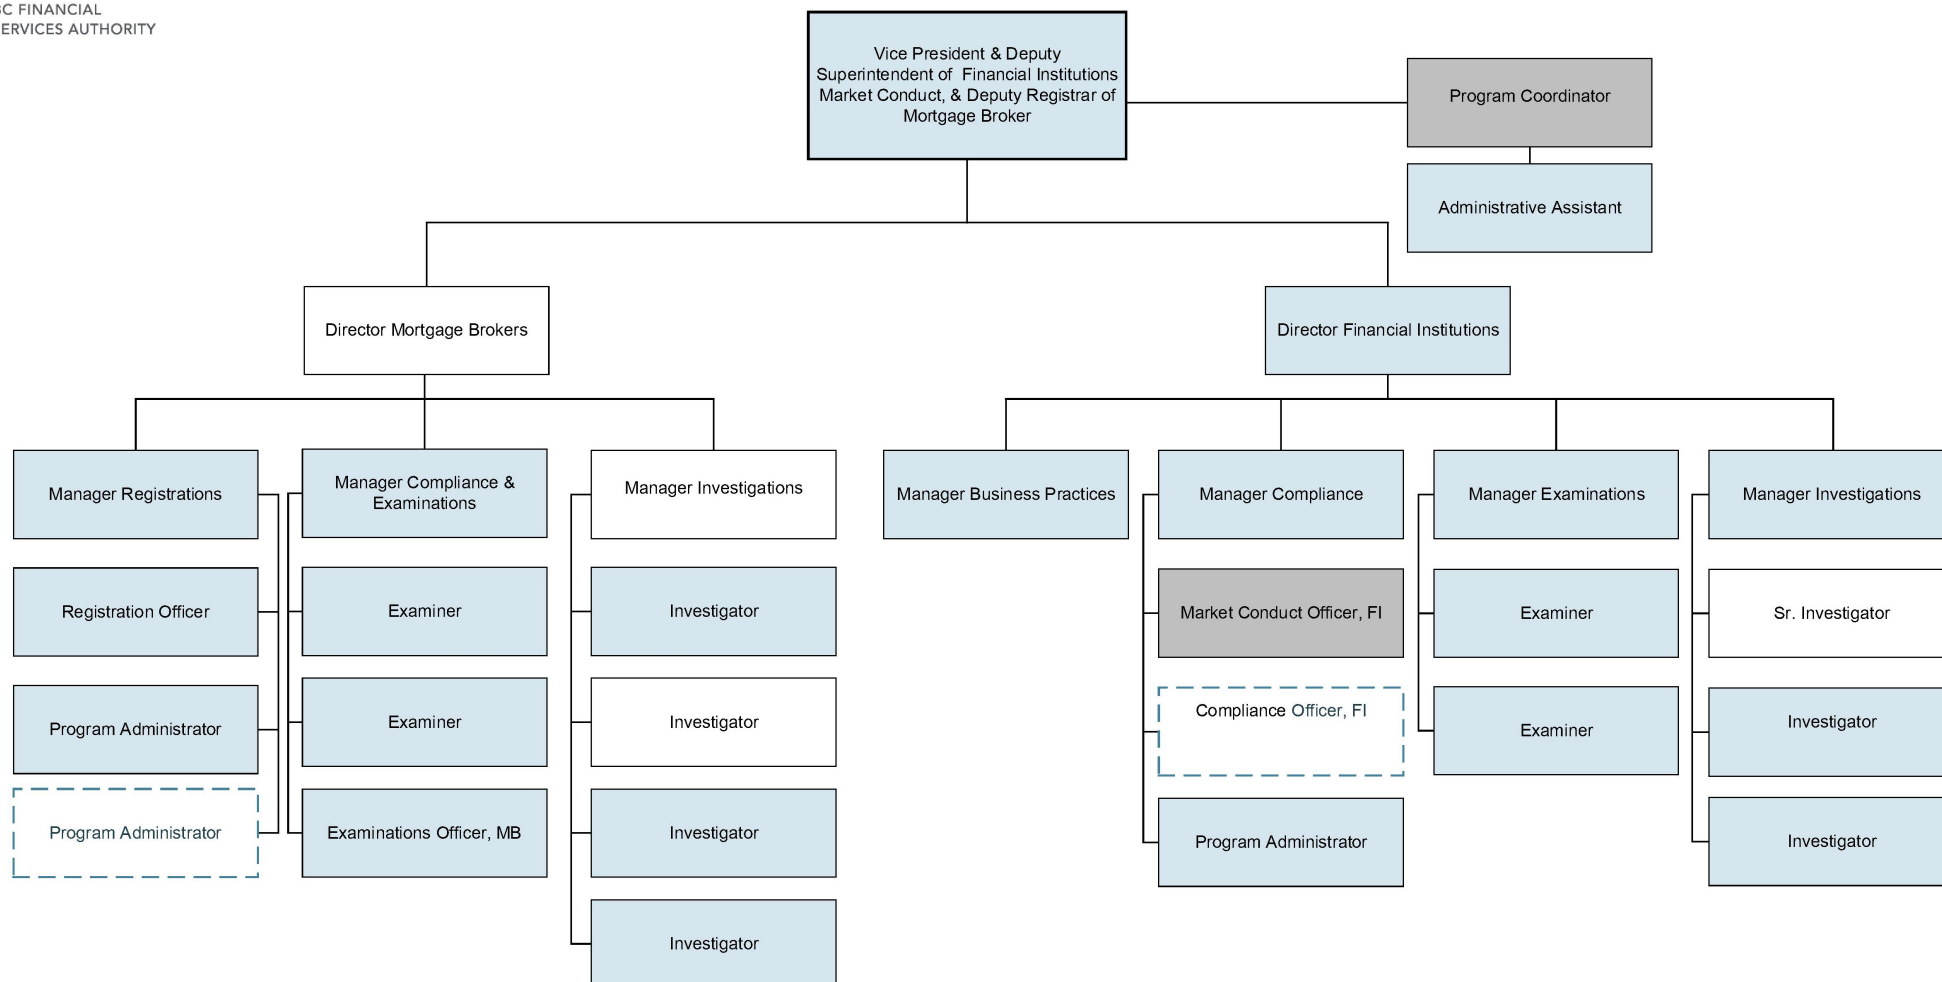 BC FINANCIAL
SERVICES AUTHORITY
Vice President & Deputy
Superintendent of Financial Institutions
Market Conduct, & Deputy Registrar of
Mortgage Broker
Program Coordinator
Administrative Assistant
Director Mortgage Brokers
Director Financial Institutions
Manager Registrations
Manager Compliance &
Examinations
Manager Investigations
Manager Business Practices
Manager Compliance
Manager Examinations
Manager Investigations
Registration Officer
Examiner
Investigator
Market Conduct Officer, FI
Examiner
Sr. Investigator
Program Administrator
Examiner
Investigator
Compliance Officer, FI
Examiner
Investigator
Program Administrator
Examinations Officer, MB
Investigator
Program Administrator
Investigator
Investigator